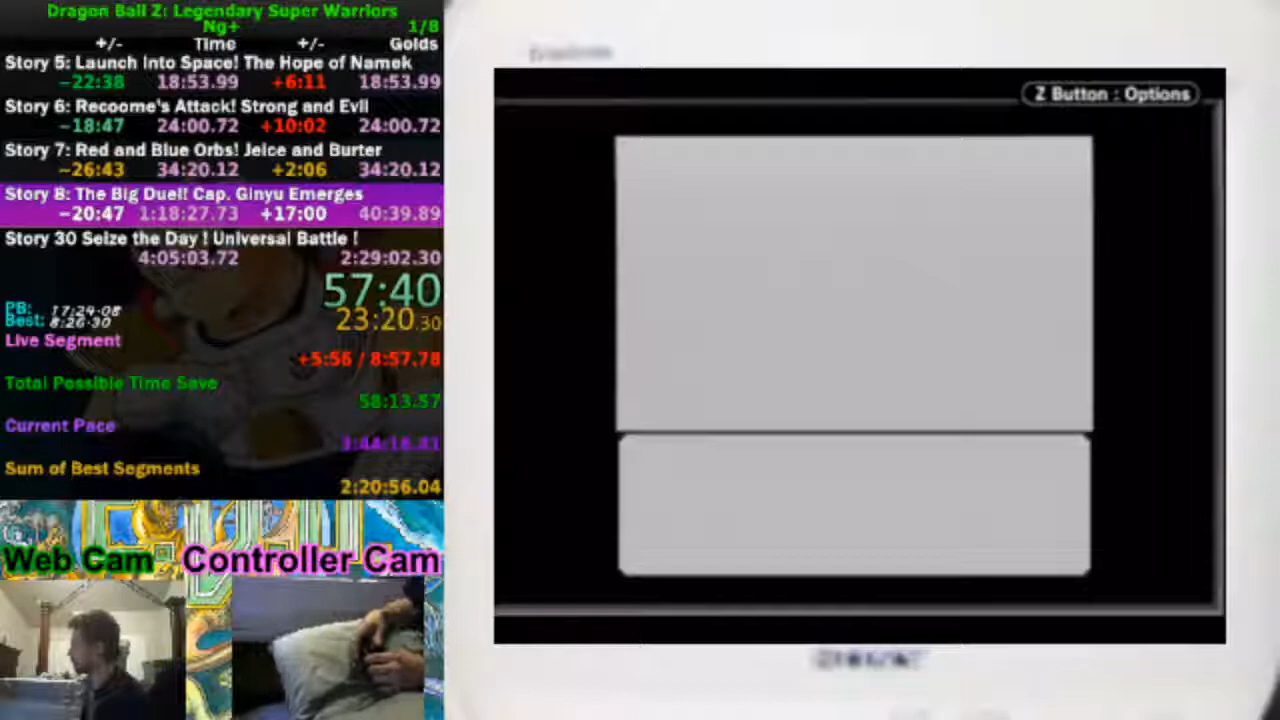 Dragon Ball Z: Legendary Super Warriors
Ng+ 1/8
+/- Time +/- Golds
Story 5: Launch Into Space! The Hope of Namek
-22:38 18:53.99 +6:11 18:53.99
Story 6: Recoome's Attack! Strong and Evil
-18:47 24:00.72 +10:02 24:00.72
Story 7: Red and Blue Orbs! Jeice and Burter
-26:43 34:20.12 +2:06 34:20.12
Story 8: The Big Duel! Cap. Ginyu Emerges
-20:47 1:18:27.73 +17:00 40:39.89
Story 30 Seize the Day ! Universal Battle !
4:05:03.72 2:29:02.30
57:40
PB: 17:29.08
23:20.30
Best: 8:26.30
Live Segment
+5:56 / 8:57.78
Total Possible Time Save
58:13.57
Current Pace
Sum of Best Segments
2:20:56.04
Web Cam Controller Cam
Z Button : Options